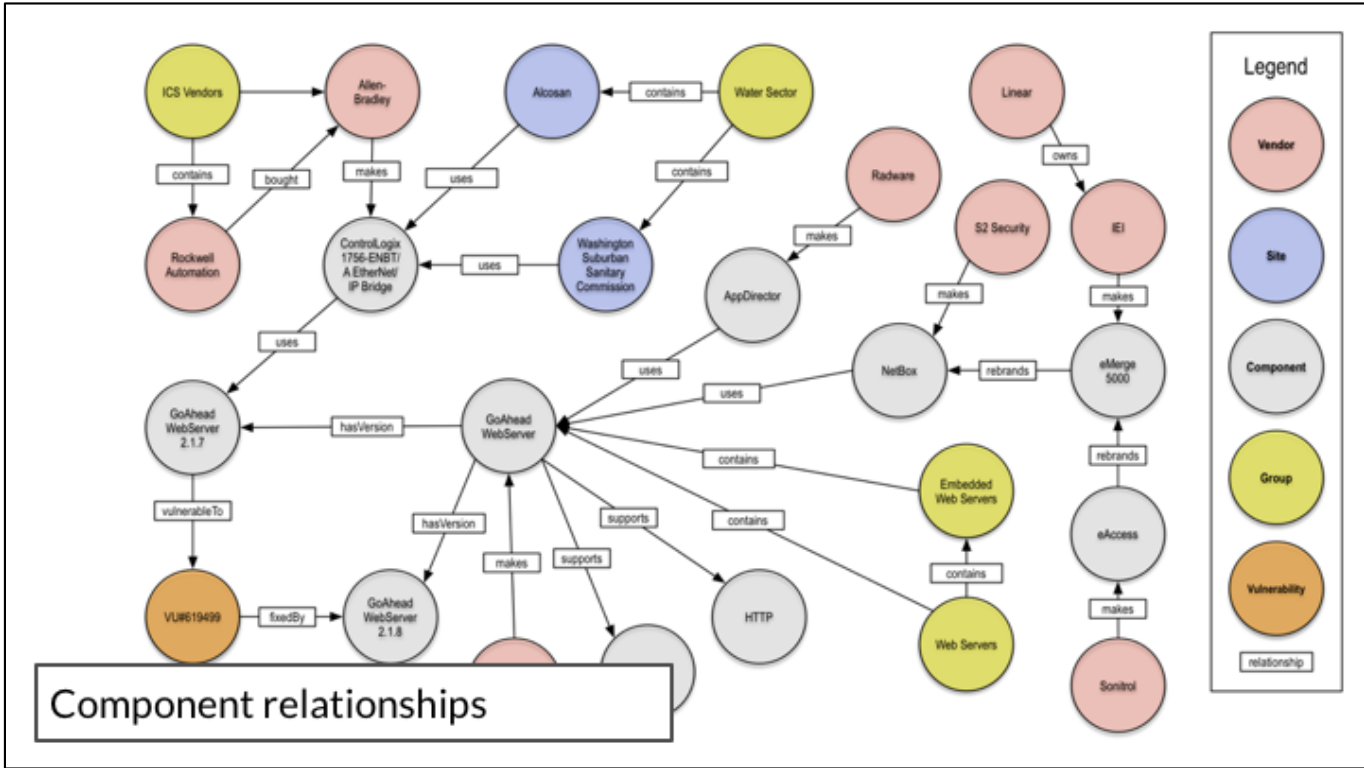 ICS Vendors
Allen-
Bradley
Alcosan
contains
Water Sector
Linear
Legend
Vendor
owns
Radware
contains
bought
makes
uses
contains
makes
S2 Security
IEI
Rockwell
Automation
ControlLogix
1756-ENBT/
A EtherNet/
IP Bridge
uses
Washington
Suburban
Sanitary
Commission
Site
AppDirector
makes
makes
uses
uses
NetBox
rebrands
eMerge
5000
Component
uses
GoAhead
WebServer
2.1.7
hasVersion
GoAhead
WebServer
contains
rebrands
Embedded
Web Servers
Group
vulnerableTo
hasVersion
supports
contains
eAccess
makes
supports
contains
VU#619499
fixedBy
GoAhead
WebServer
2.1.8
HTTP
Web Servers
makes
Vulnerability
Sonitrol
relationship
Component relationships